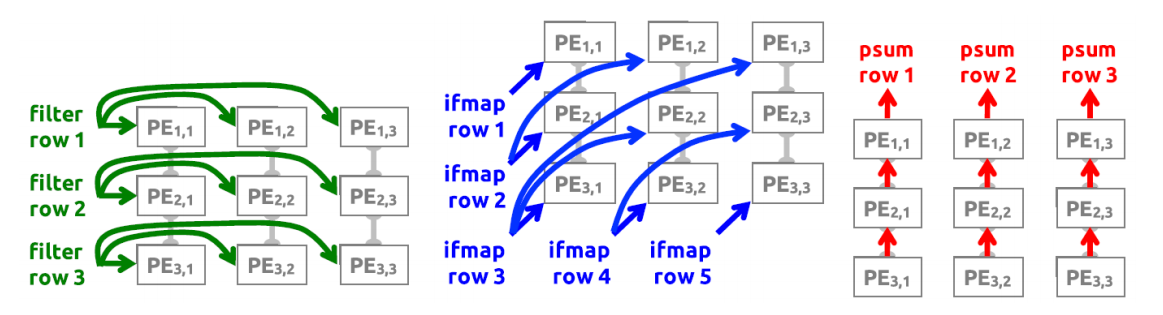 filter
row 1
PE1,1
PE1,2
PE1,3
filter
row 2
PE2,1
PE2,2
PE2,3
filter
row 3
PE3,1
PE3,2
PE3,3
PE1,1
PE1,2
PE1,3
ifmap
row 1
PE2,1
PE2,2
PE2,3
ifmap
row 2
PE3,1
PE3,2
PE3,3
ifmap
row 3
ifmap
row 4
ifmap
row 5
psum
row 1
psum
row 2
psum
row 3
PE1,1
PE1,2
PE1,3
PE2,1
PE2,2
PE2,3
PE3,1
PE3,2
PE3,3